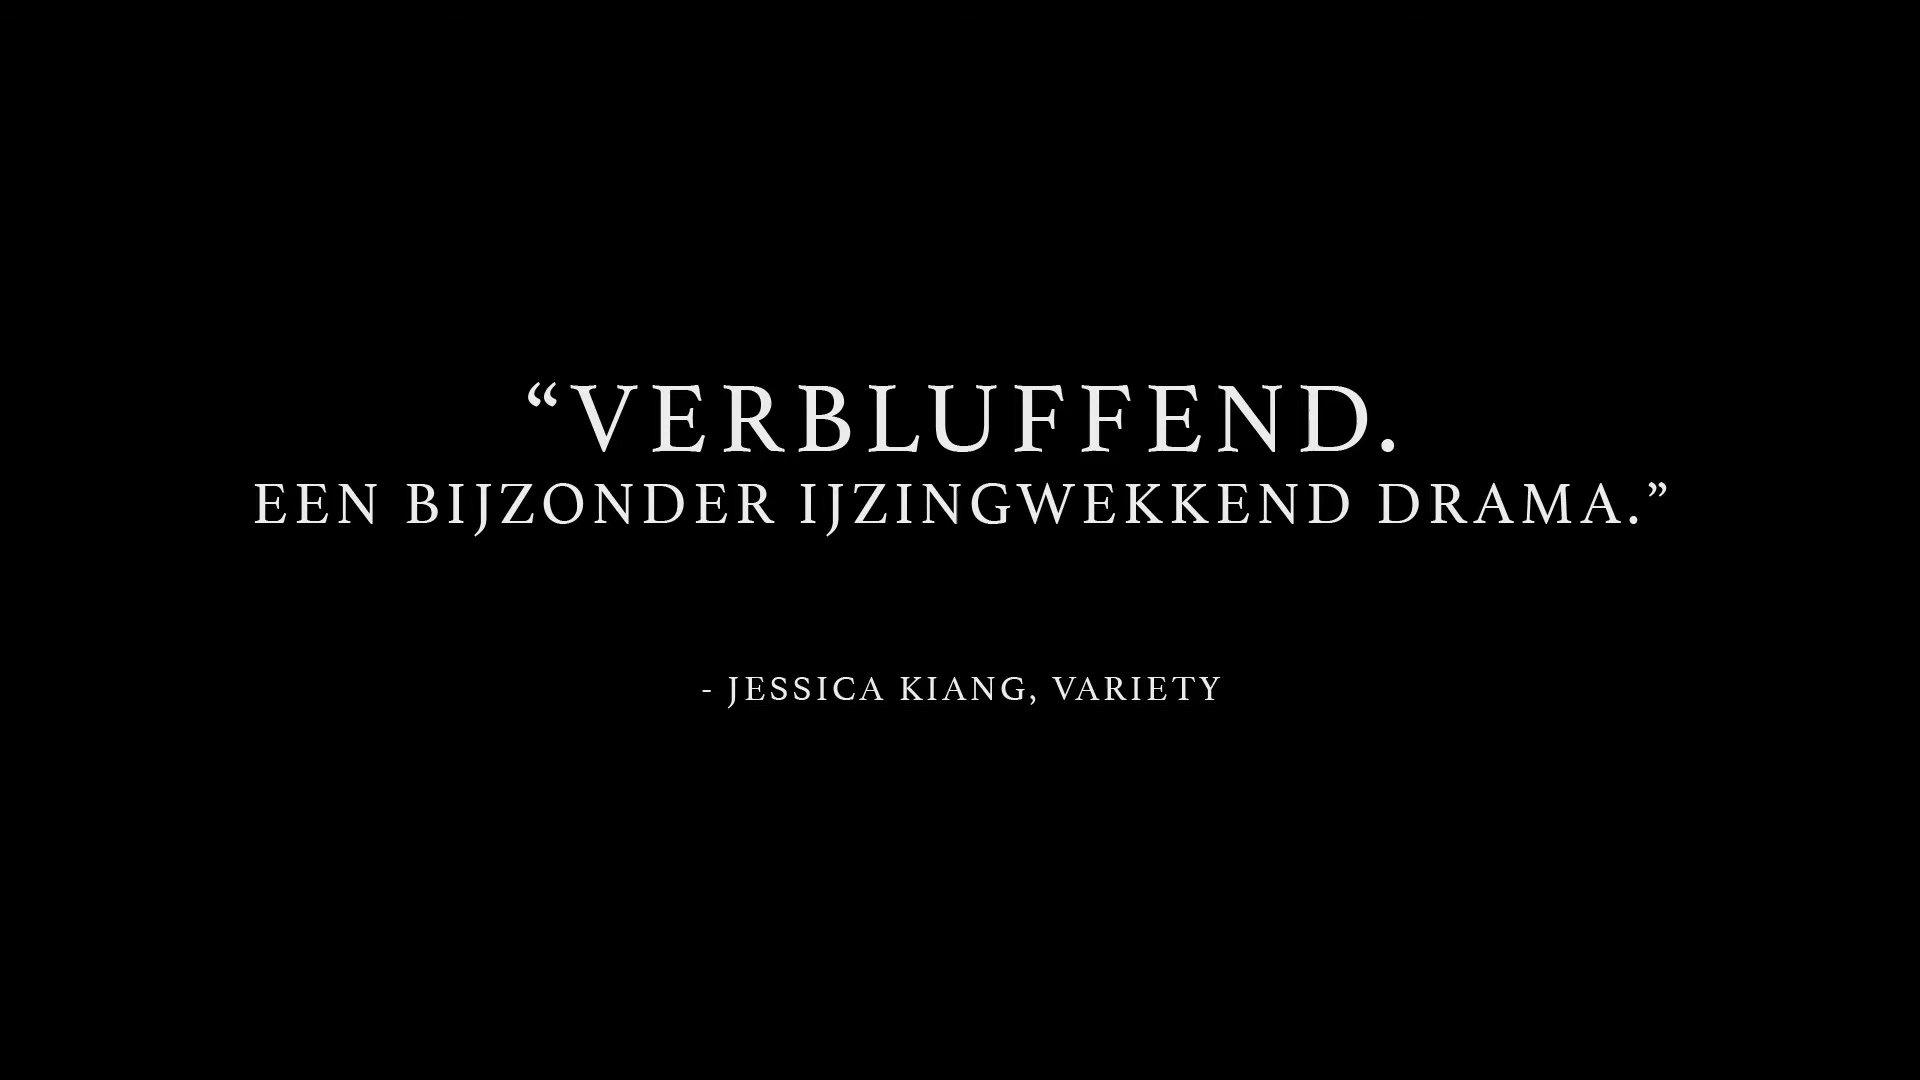 “VERBLUFFEND.
EEN BIJZONDER IJZINGWEKKEND DRAMA.”
- JESSICA KIANG, VARIETY